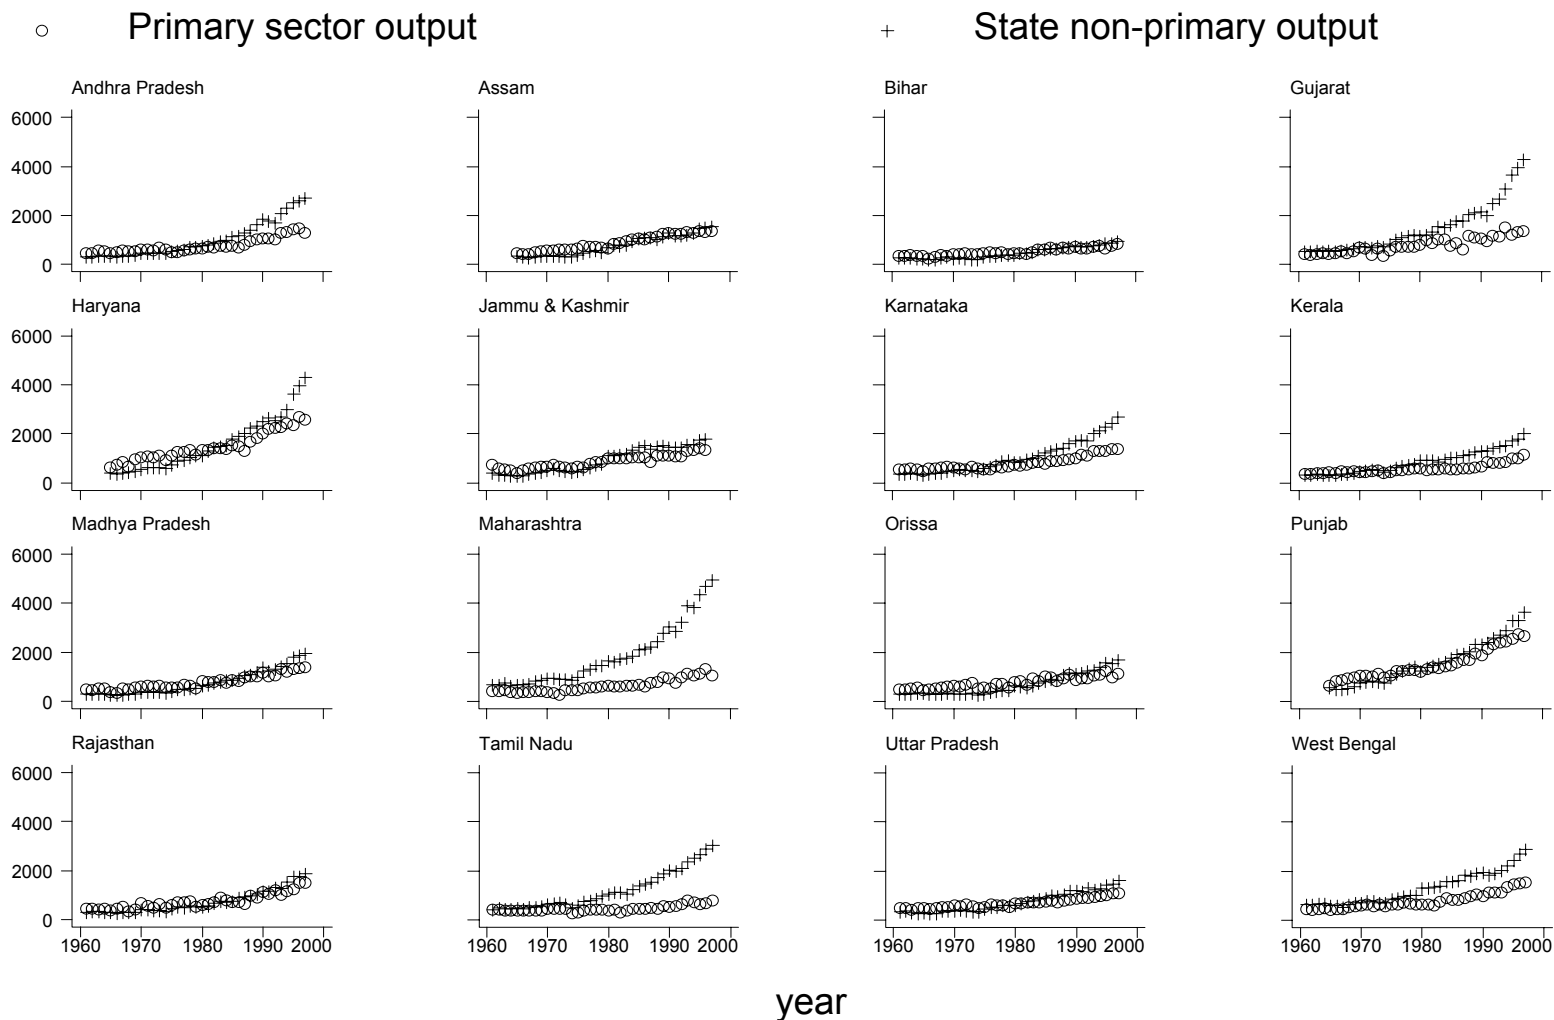 Primary sector output State non-primary output
Andhra Pradesh Assam Bihar Gujarat
6000
4000
2000
0
Haryana Jammu & Kashmir Karnataka Kerala
6000
4000
2000
0
Madhya Pradesh Maharashtra Orissa Punjab
6000
4000
2000
0
Rajasthan Tamil Nadu Uttar Pradesh West Bengal
6000
4000
2000
0
1960 1970 1980 1990 2000 1960 1970 1980 1990 2000 1960 1970 1980 1990 2000 1960 1970 1980 1990 2000
year